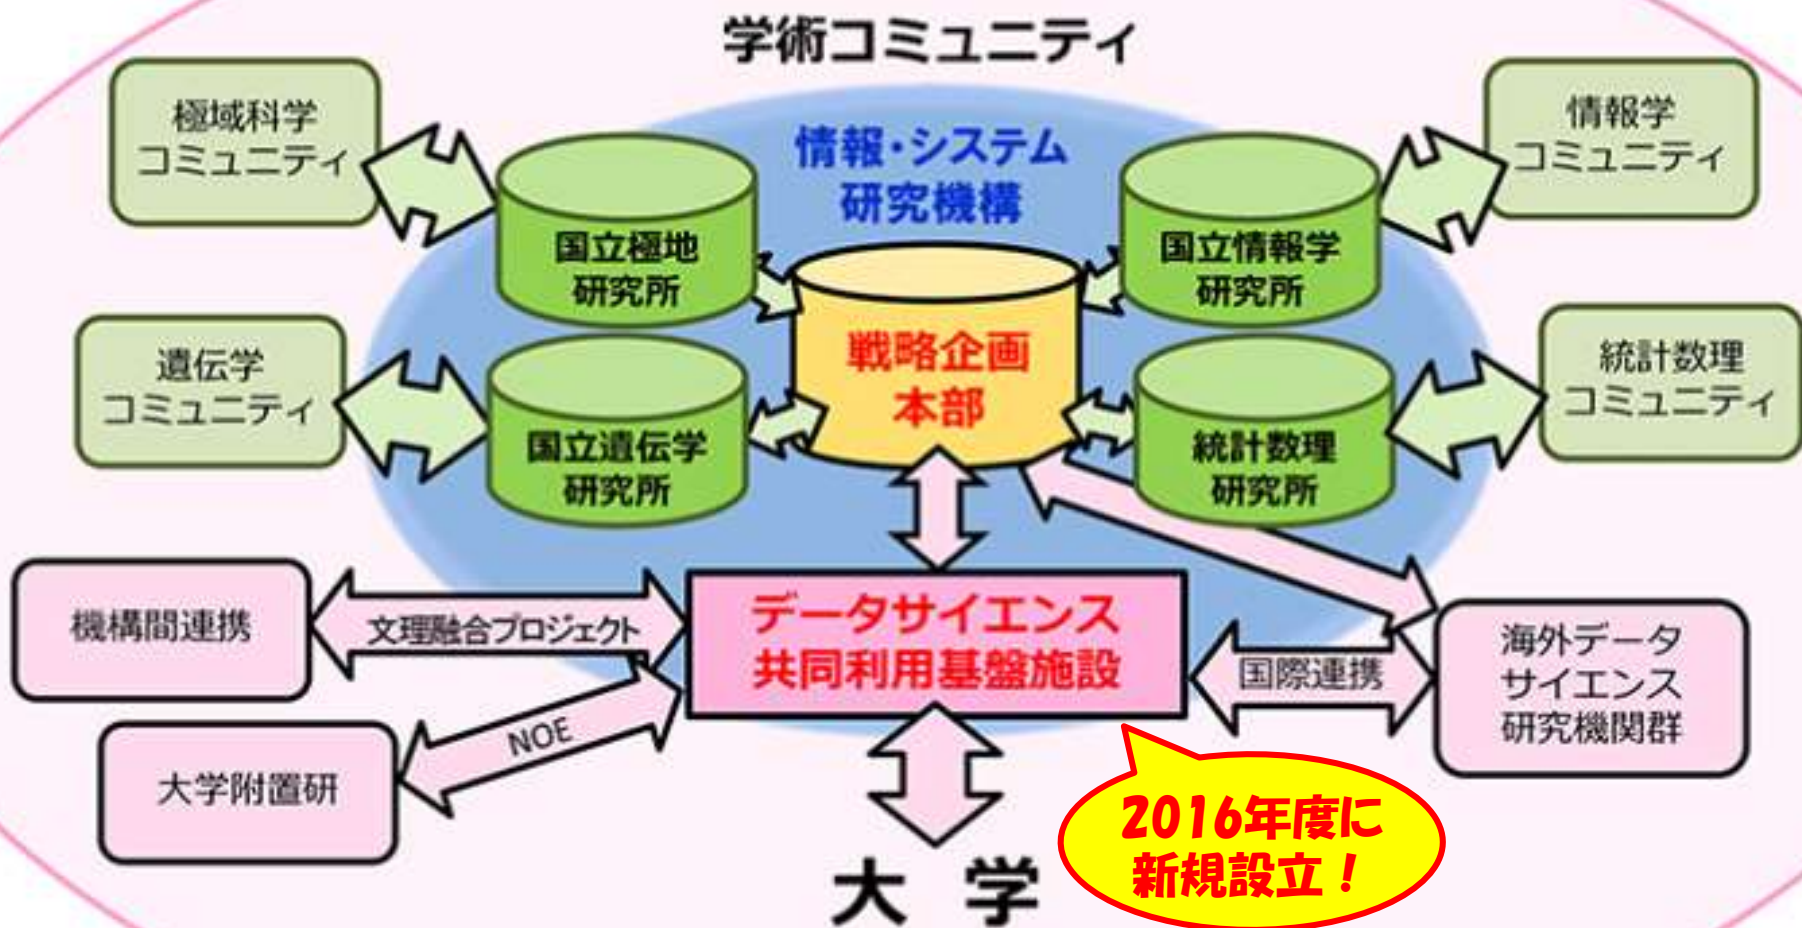 学術コミュニティ
極域科学
コミュニティ
情報・システム
研究機構
情報学
コミュニティ
国立極地
研究所
国立情報学
研究所
戦略企画
本部
遺伝学
コミュニティ
統計数理
コミュニティ
国立遺伝学
研究所
統計数理
研究所
機構間連携
文理融合プロジェクト
データサイエンス
共同利用基盤施設
国際連携
海外データ
サイエンス
研究機関群
NOE
大学附置研
2016年度に
新規設立！
大 学